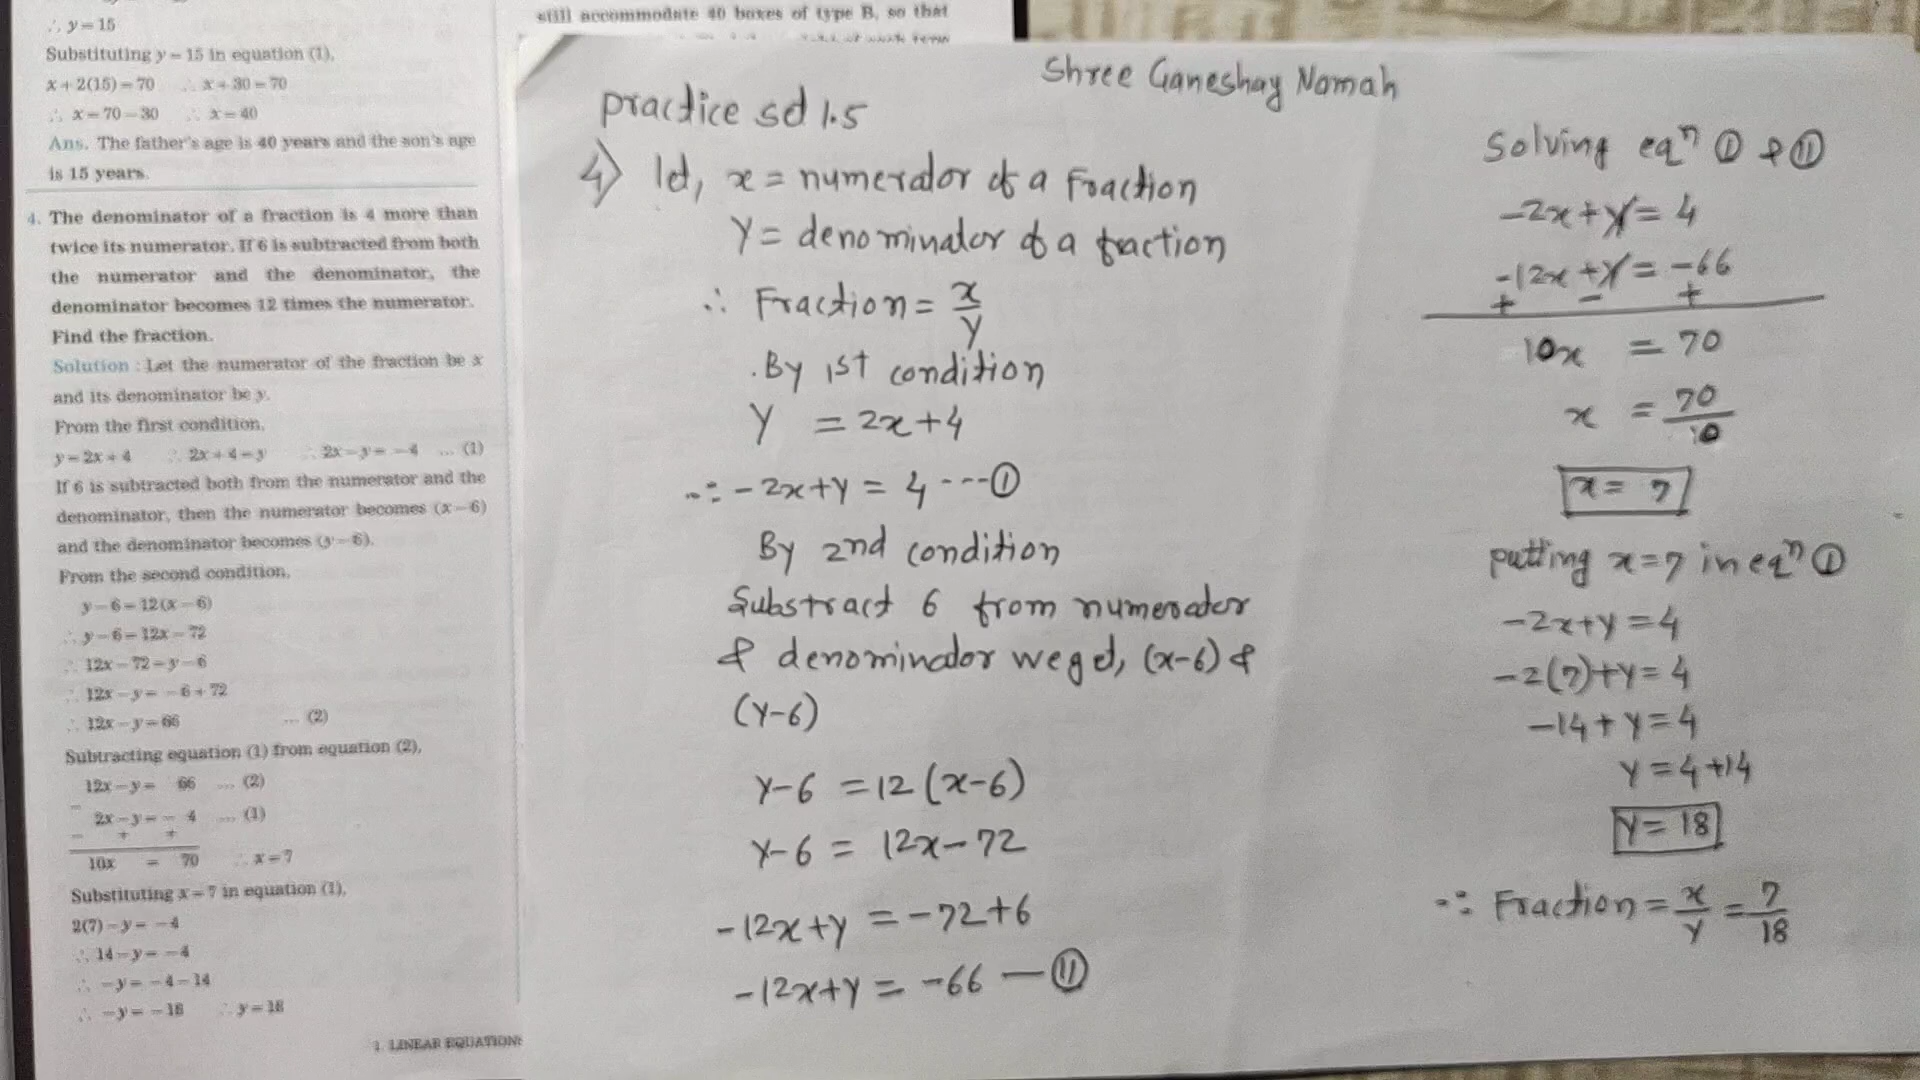 ∴ y = 15
Substituting y = 15 in equation (1),
x + 2(15) = 70 ∴ x + 30 = 70
∴ x = 70 − 30 ∴ x = 40
Ans. The father's age is 40 years and the son's age
is 15 years.
4. The denominator of a fraction is 4 more than
twice its numerator. If 6 is subtracted from both
the numerator and the denominator, the
denominator becomes 12 times the numerator.
Find the fraction.
Solution : Let the numerator of the fraction be x
and its denominator be y.
From the first condition,
y = 2x + 4 ∴ 2x + 4 = y ∴ 2x − y = −4 ... (1)
If 6 is subtracted both from the numerator and the
denominator, then the numerator becomes (x − 6)
and the denominator becomes (y − 6).
From the second condition,
y − 6 = 12(x − 6)
∴ y − 6 = 12x − 72
∴ 12x − 72 = y − 6
∴ 12x − y = − 6 + 72
∴ 12x − y = 66 ... (2)
Subtracting equation (1) from equation (2),
12x − y = 66 ... (2)
2x − y = − 4 ... (1)
− + +
10x = 70 ∴ x = 7
Substituting x = 7 in equation (1),
2(7) − y = −4
∴ 14 − y = −4
∴ −y = −4 − 14
∴ −y = −18 ∴ y = 18
1. LINEAR EQUATIONS
still accommodate 40 boxes of type B, so that
Shree Ganeshay Namah
practice set 1.5
4) let, x = numerator of a Fraction
Y = denominator of a fraction
∴ Fraction = x/y
By 1st condition
Y = 2x+4
∴ -2x+y = 4 ---①
By 2nd condition
Substract 6 from numerator
& denominator we get, (x-6) &
(y-6)
y-6 = 12 (x-6)
y-6 = 12x-72
-12x+y = -72+6
-12x+y = -66 — Ⓘ Ⓘ
Solving eqⁿ Ⓘ & ⓘⓘ
-2x+y = 4
-12x+y = -66
+ - +
10x = 70
x = 70/10
x = 7
putting x=7 in eqⁿ Ⓘ
-2x+y = 4
-2(7)+y = 4
-14+y = 4
y = 4+14
y = 18
∴ Fraction = x/y = 7/18